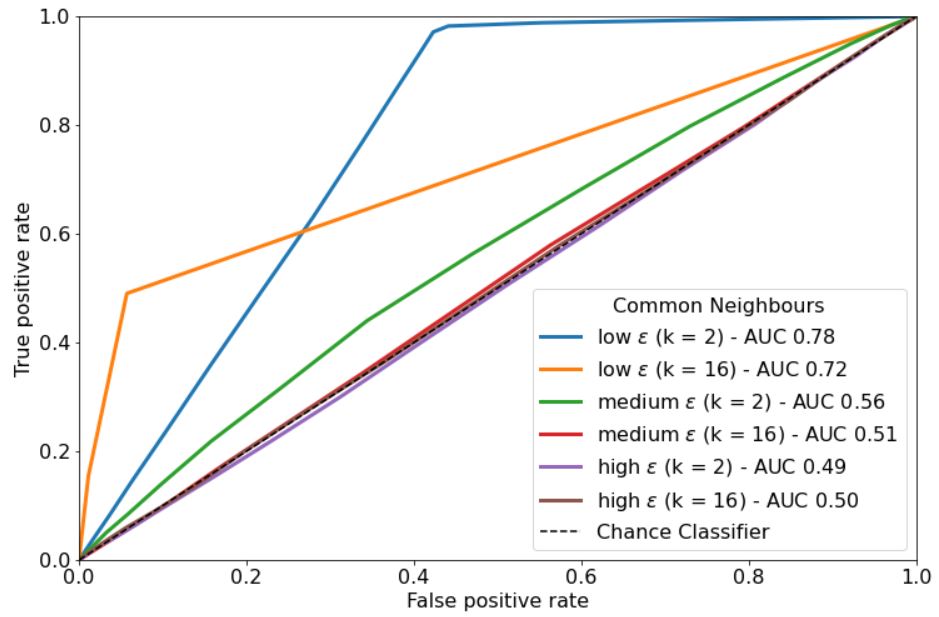 1.0
0.8
0.6
0.4
0.2
0.0
True positive rate
Common Neighbours
low ε (k = 2) - AUC 0.78
low ε (k = 16) - AUC 0.72
medium ε (k = 2) - AUC 0.56
medium ε (k = 16) - AUC 0.51
high ε (k = 2) - AUC 0.49
high ε (k = 16) - AUC 0.50
Chance Classifier
0.0 0.2 0.4 0.6 0.8 1.0
False positive rate